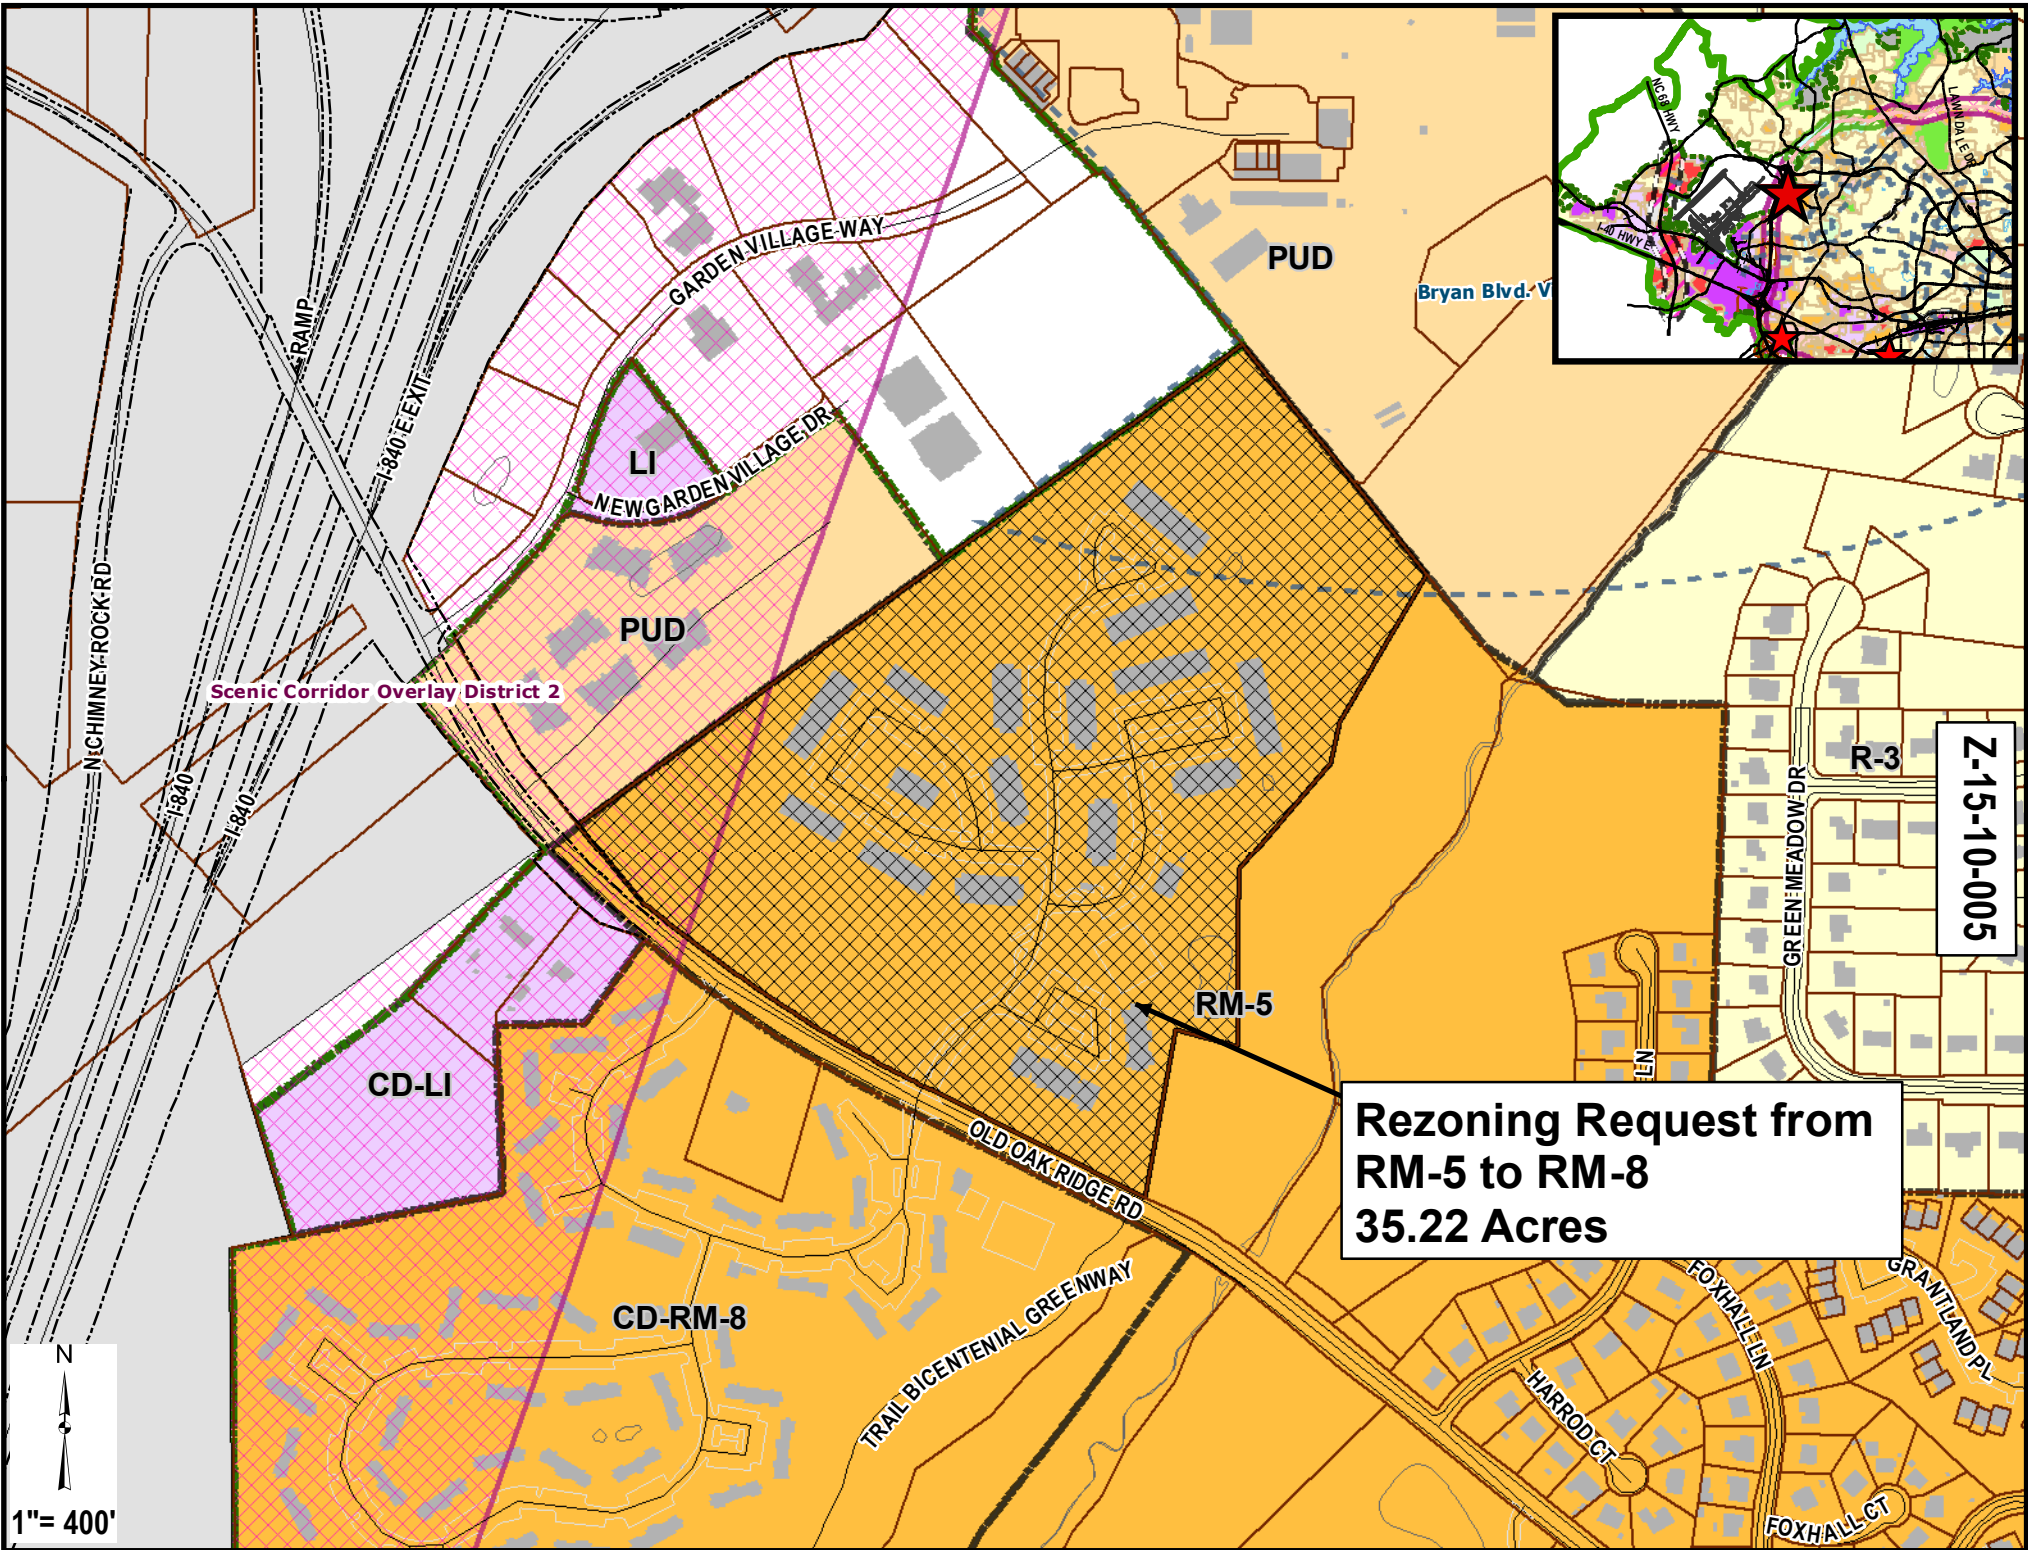 NC 68 HWY
LAWNDALE DR
I-40 HWY E
PUD
Bryan Blvd. Vi
GARDEN VILLAGE WAY
RAMP
I-840 E EXIT
LI
NEW GARDEN VILLAGE DR
N CHIMNEY ROCK RD
PUD
Scenic Corridor Overlay District 2
I-840
I-840
R-3
Z-15-10-005
GREEN MEADOW DR
RM-5
LN
CD-LI
OLD OAK RIDGE RD
Rezoning Request from
RM-5 to RM-8
35.22 Acres
CD-RM-8
TRAIL BICENTENIAL GREENWAY
FOXHALL LN
GRANTLAND PL
HARROD CT
FOXHALL CT
N
1"= 400'